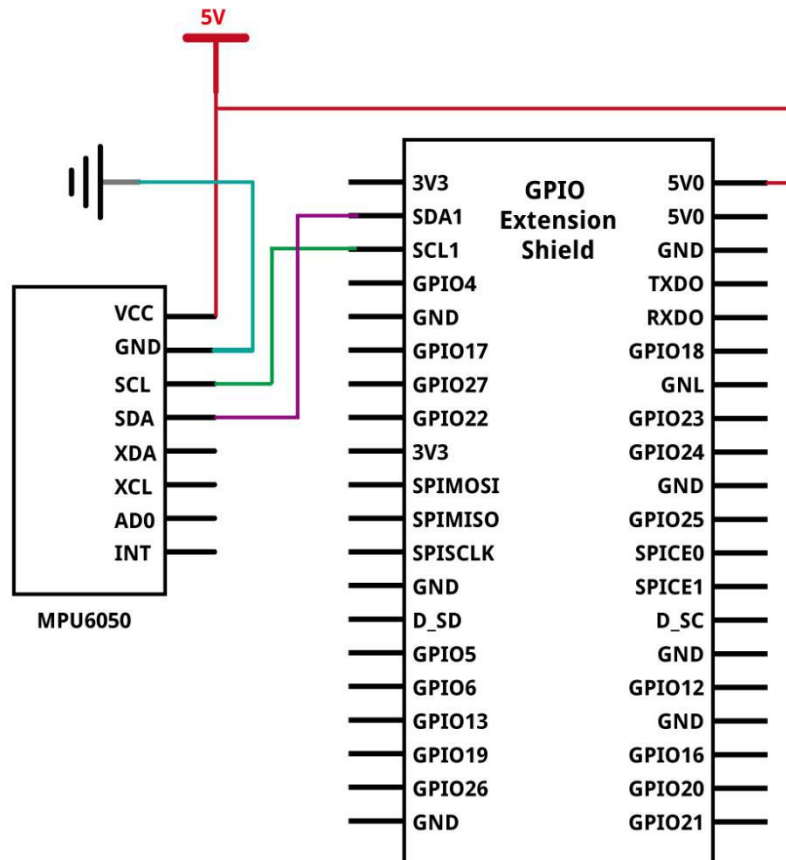 5V
GPIO
Extension
Shield
3V3
SDA1
SCL1
GPIO4
GND
GPIO17
GPIO27
GPIO22
3V3
SPIMOSI
SPIMISO
SPISCLK
GND
D_SD
GPIO5
GPIO6
GPIO13
GPIO19
GPIO26
GND
5V0
5V0
GND
TXDO
RXDO
GPIO18
GNL
GPIO23
GPIO24
GND
GPIO25
SPICE0
SPICE1
D_SC
GND
GPIO12
GND
GPIO16
GPIO20
GPIO21
VCC
GND
SCL
SDA
XDA
XCL
AD0
INT
MPU6050